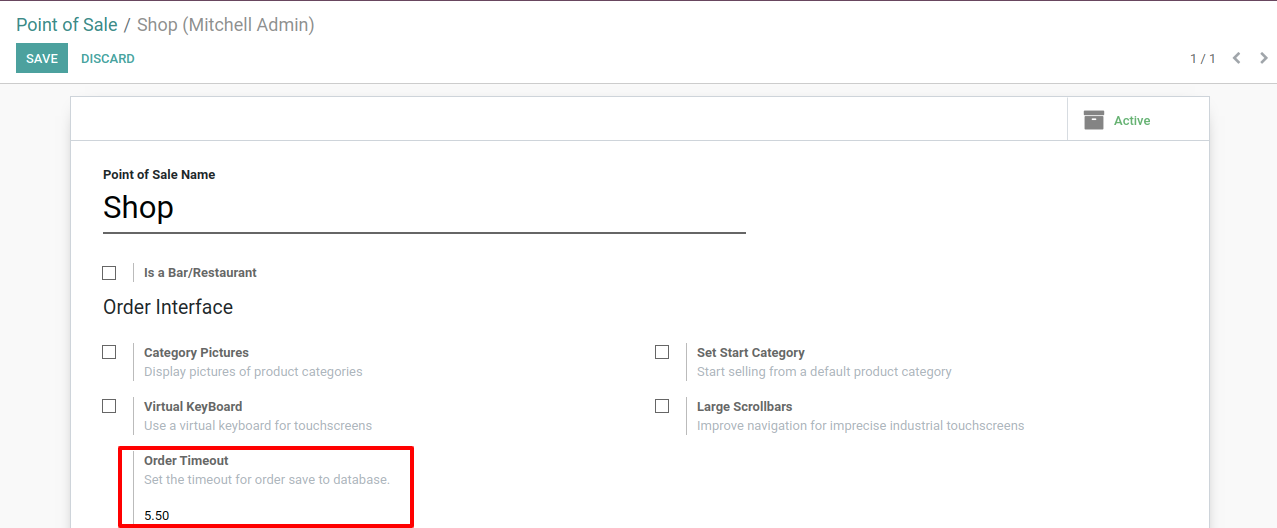 Point of Sale / Shop (Mitchell Admin)
SAVE DISCARD
1 / 1
Active
Point of Sale Name
Shop
Is a Bar/Restaurant
Order Interface
Category Pictures
Display pictures of product categories
Set Start Category
Start selling from a default product category
Virtual KeyBoard
Use a virtual keyboard for touchscreens
Large Scrollbars
Improve navigation for imprecise industrial touchscreens
Order Timeout
Set the timeout for order save to database.
5.50